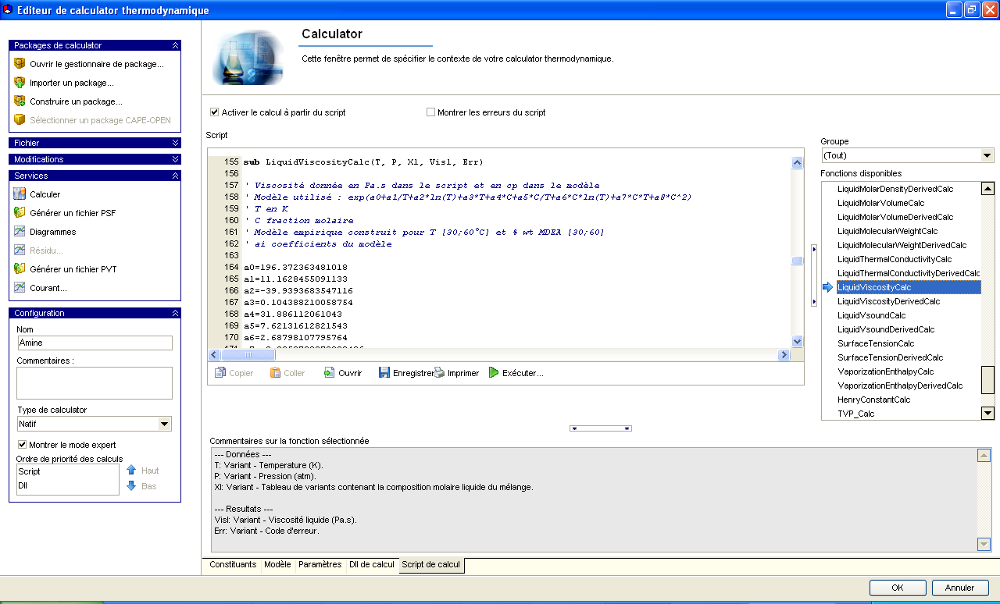 Editeur de calculator thermodynamique
Packages de calculator
Ouvrir le gestionnaire de package...
Importer un package...
Construire un package...
Sélectionner un package CAPE-OPEN
Fichier
Modifications
Services
Calculer
Générer un fichier PSF
Diagrammes
Résidu...
Générer un fichier PVT
Courant...
Configuration
Nom
Amine
Commentaires :
Type de calculator
Natif
Montrer le mode expert
Ordre de priorité des calculs
Script
Dll
Haut
Bas
Calculator
Cette fenêtre permet de spécifier le contexte de votre calculator thermodynamique.
Activer le calcul à partir du script
Montrer les erreurs du script
Script
155 sub LiquidViscosityCalc(T, P, Xl, Visl, Err)
156
157 ' Viscosité donnée en Pa.s dans le script et en cp dans le modèle
158 ' Modèle utilisé : exp(a0+a1/T+a2*ln(T)+a3*T+a4*C+a5*C/T+a6*C*ln(T)+a7*C*T+a8*C^2)
159 ' T en K
160 ' C fraction molaire
161 ' Modèle empirique construit pour T [30;60°C] et % wt MDEA [30;60]
162 ' ai coefficients du modèle
163
164 a0=196.372363481018
165 a1=11.1628455091133
166 a2=-39.9393683547116
167 a3=0.104388210058754
168 a4=31.886112061043
169 a5=7.62131612821543
170 a6=2.68798107795764
Copier
Coller
Ouvrir
Enregistrer
Imprimer
Exécuter...
Groupe
(Tout)
Fonctions disponibles
LiquidMolarDensityDerivedCalc
LiquidMolarVolumeCalc
LiquidMolarVolumeDerivedCalc
LiquidMolecularWeightCalc
LiquidMolecularWeightDerivedCalc
LiquidThermalConductivityCalc
LiquidThermalConductivityDerivedCalc
LiquidViscosityCalc
LiquidViscosityDerivedCalc
LiquidVsoundCalc
LiquidVsoundDerivedCalc
SurfaceTensionCalc
SurfaceTensionDerivedCalc
VaporizationEnthalpyCalc
VaporizationEnthalpyDerivedCalc
HenryConstantCalc
TVP_Calc
Commentaires sur la fonction sélectionnée
--- Données ---
T: Variant - Temperature (K).
P: Variant - Pression (atm).
Xl: Variant - Tableau de variants contenant la composition molaire liquide du mélange.
--- Resultats ---
Visl: Variant - Viscosité liquide (Pa.s).
Err: Variant - Code d'erreur.
Constituants
Modèle
Paramètres
Dll de calcul
Script de calcul
OK
Annuler